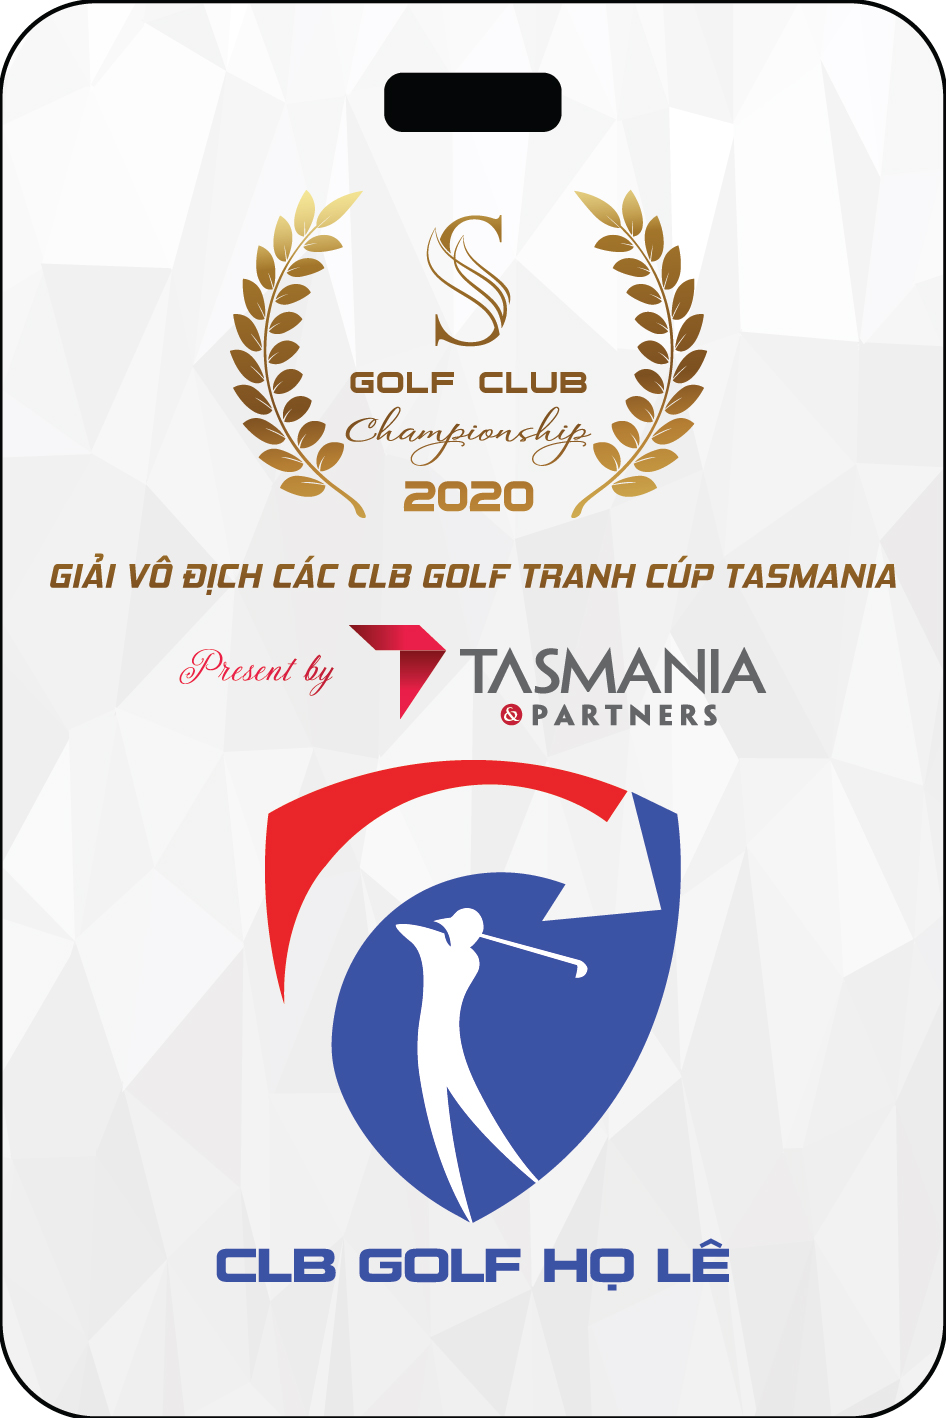 S
GOLF CLUB
Championship
2020
GIẢI VÔ ĐỊCH CÁC CLB GOLF TRANH CÚP TASMANIA
Present by TASMANIA
& PARTNERS
CLB GOLF HỌ LÊ